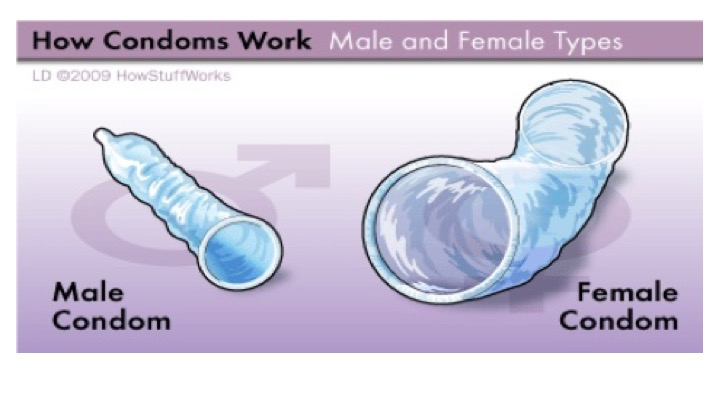 How Condoms Work Male and Female Types
LD ©2009 HowStuffWorks
Male
Condom
Female
Condom